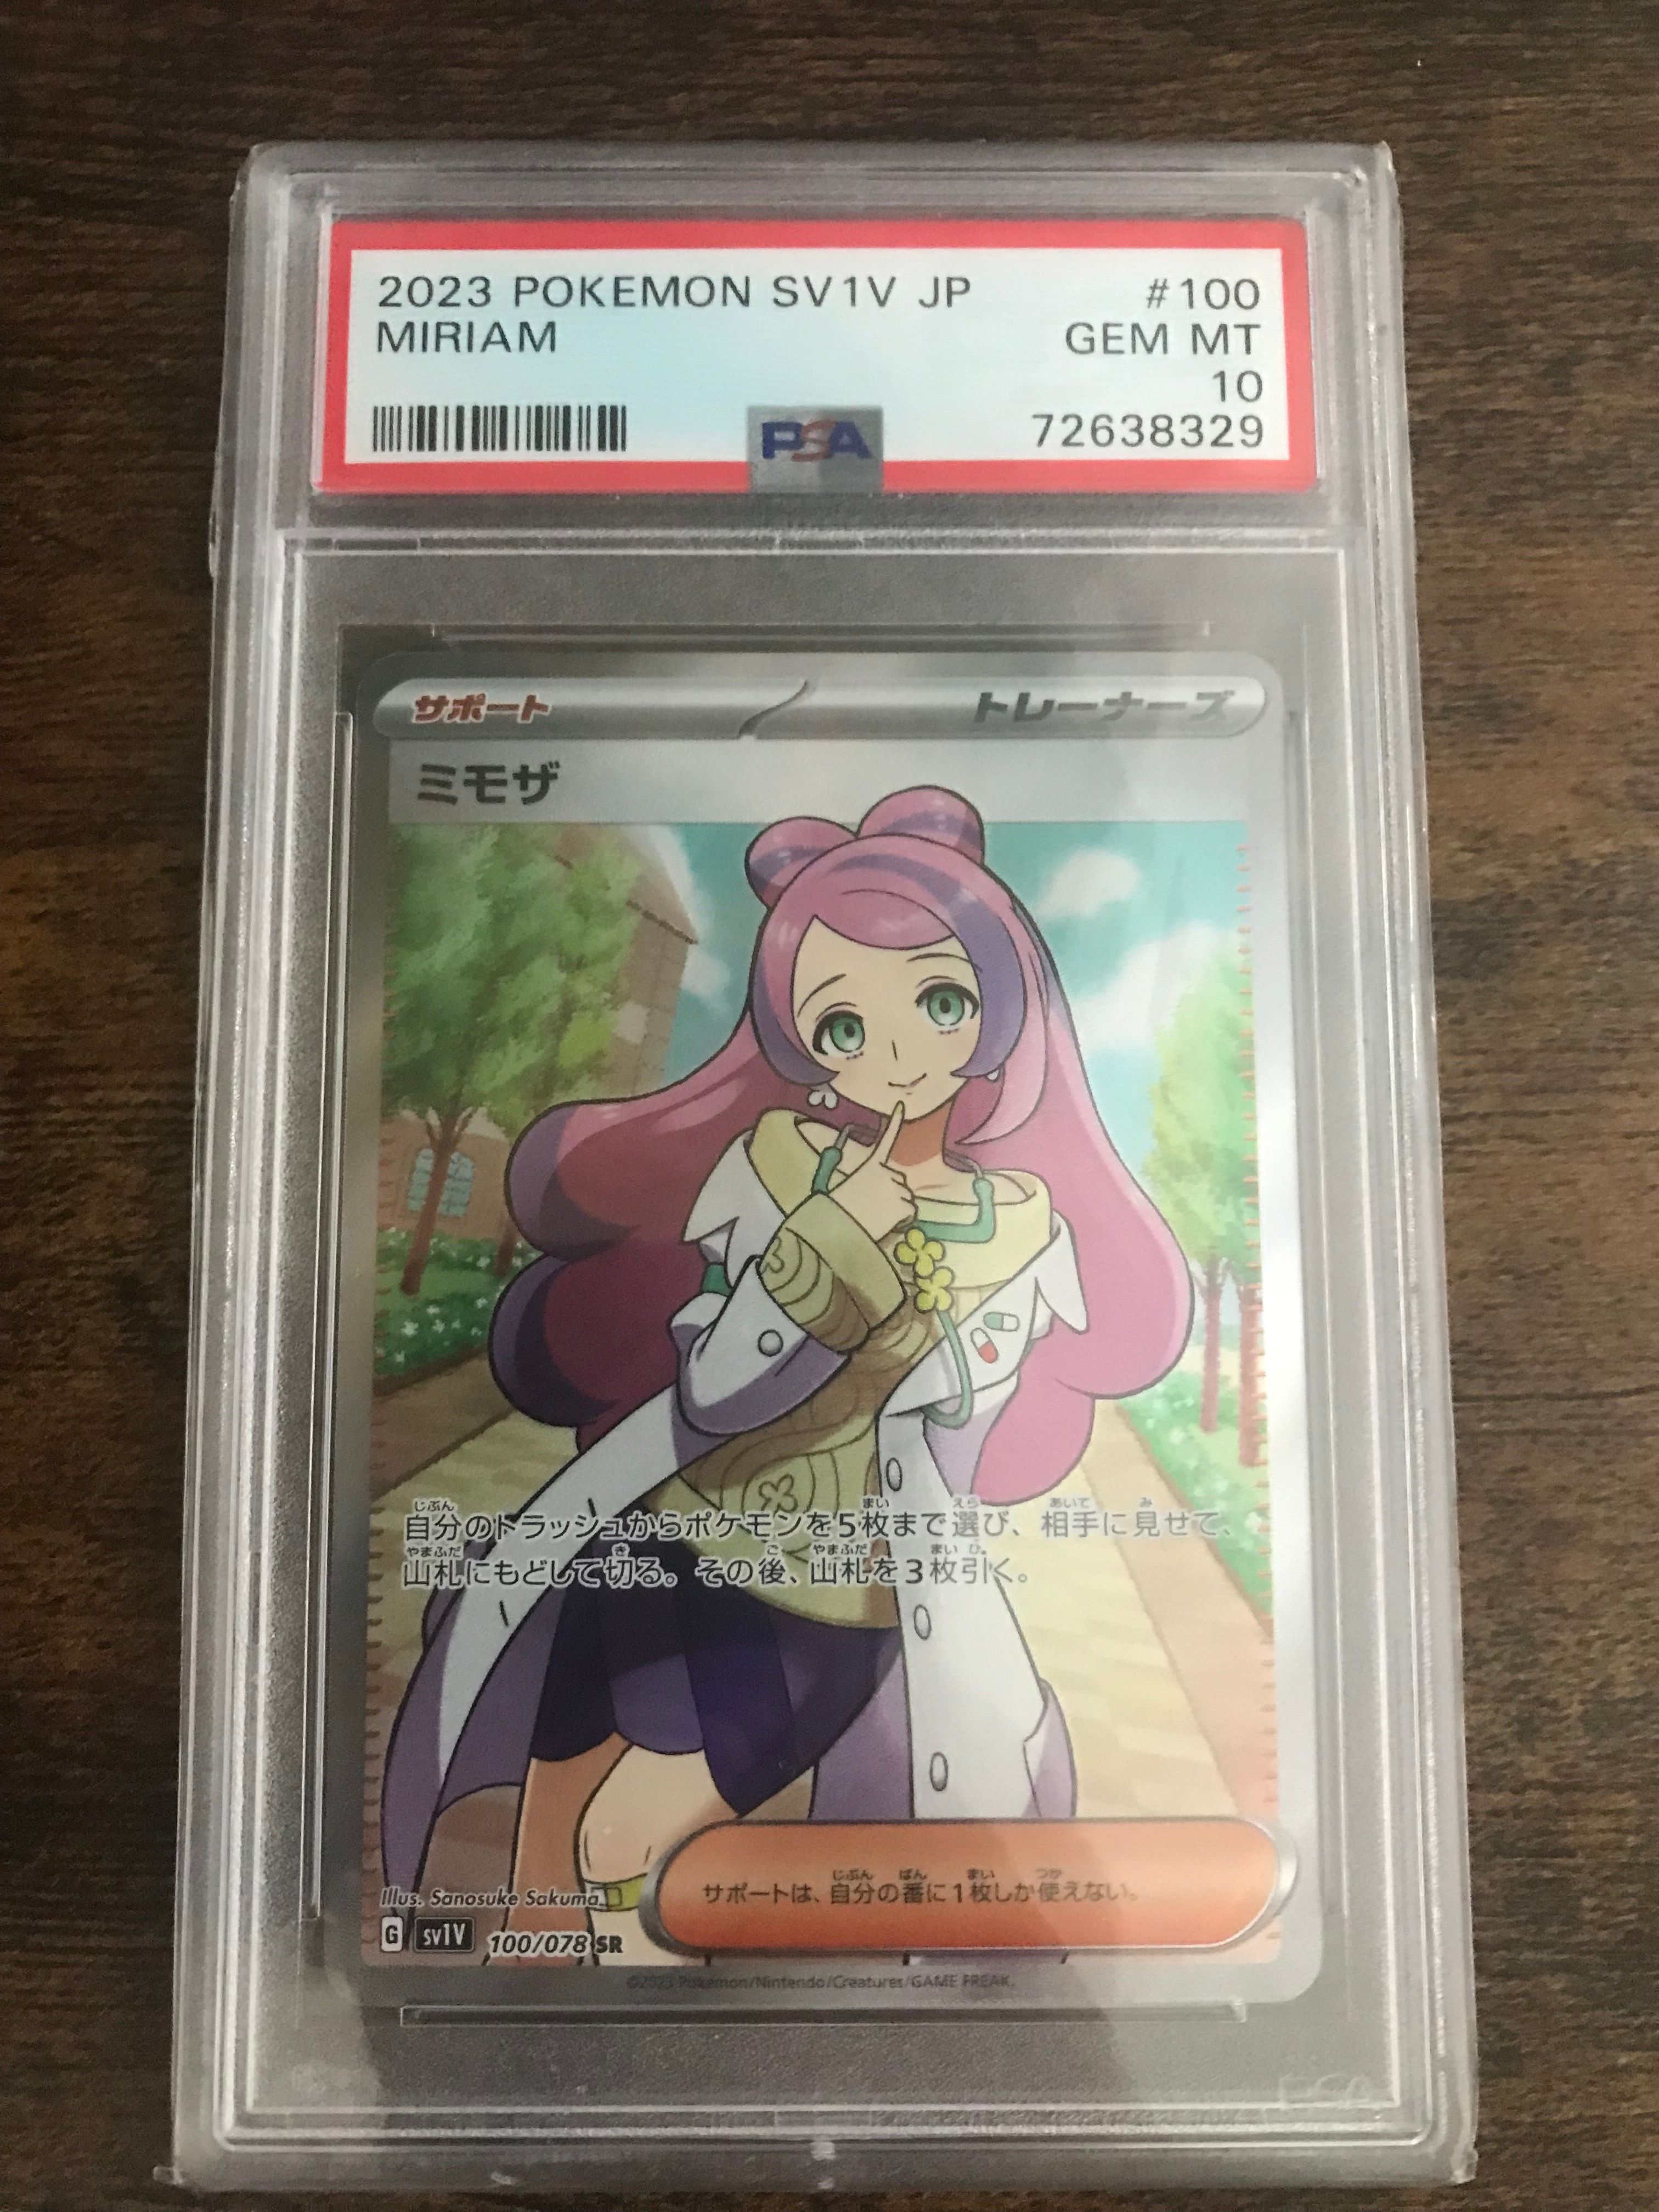 2023 POKEMON SV1V JP #100
MIRIAM GEM MT
10
PSA 72638329
サポート トレーナーズ
ミモザ
じぶん まい えら あいて み
自分のトラッシュからポケモンを5枚まで選び、相手に見せて、
やまふだ き ご やまふだ まい ひ
山札にもどして切る。その後、山札を3枚引く。
じぶん ばん まい つか
サポートは、自分の番に1枚しか使えない。
Illus. Sanosuke Sakuma
G sv1V 100/078 SR
©2023 Pokémon/Nintendo/Creatures/GAME FREAK.